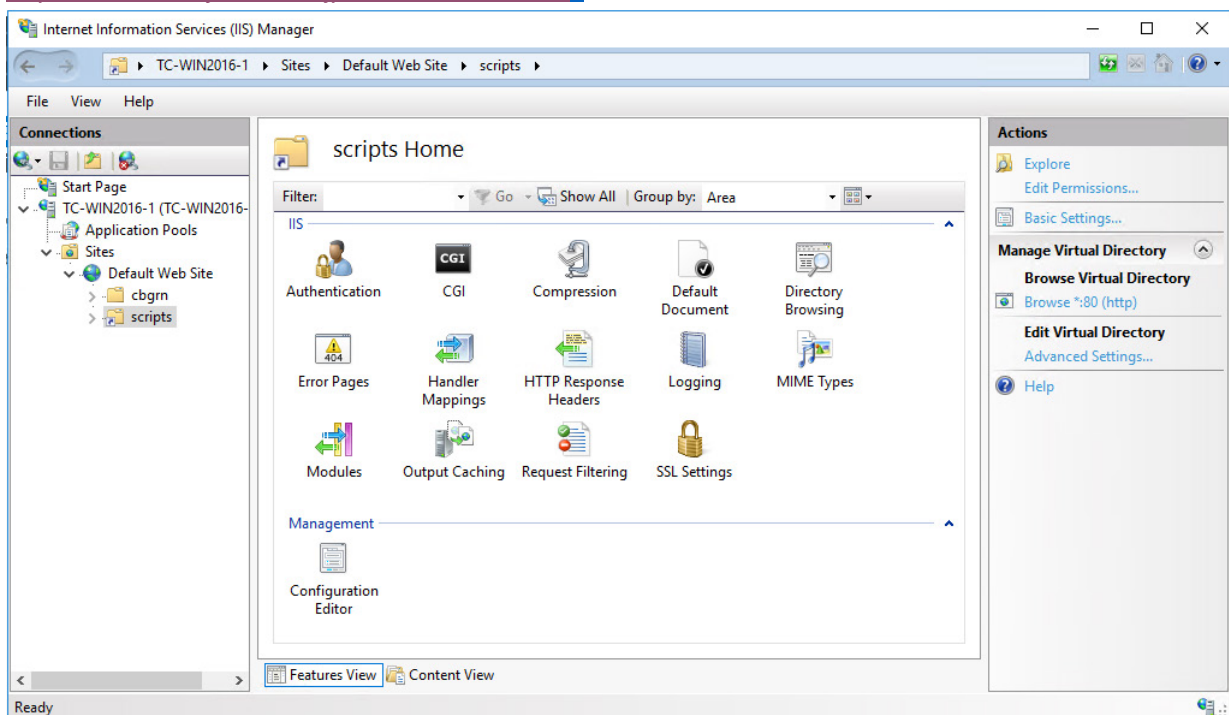 Internet Information Services (IIS) Manager
TC-WIN2016-1 Sites Default Web Site scripts
File View Help
Connections
Start Page
TC-WIN2016-1 (TC-WIN2016-
Application Pools
Sites
Default Web Site
cbgrn
scripts
scripts Home
Filter: Go Show All Group by: Area
IIS
Authentication CGI Compression Default Document Directory Browsing
CGI
404
Error Pages Handler Mappings HTTP Response Headers Logging MIME Types
Modules Output Caching Request Filtering SSL Settings
Management
Configuration Editor
Features View Content View
Actions
Explore
Edit Permissions...
Basic Settings...
Manage Virtual Directory
Browse Virtual Directory
Browse *:80 (http)
Edit Virtual Directory
Advanced Settings...
Help
Ready